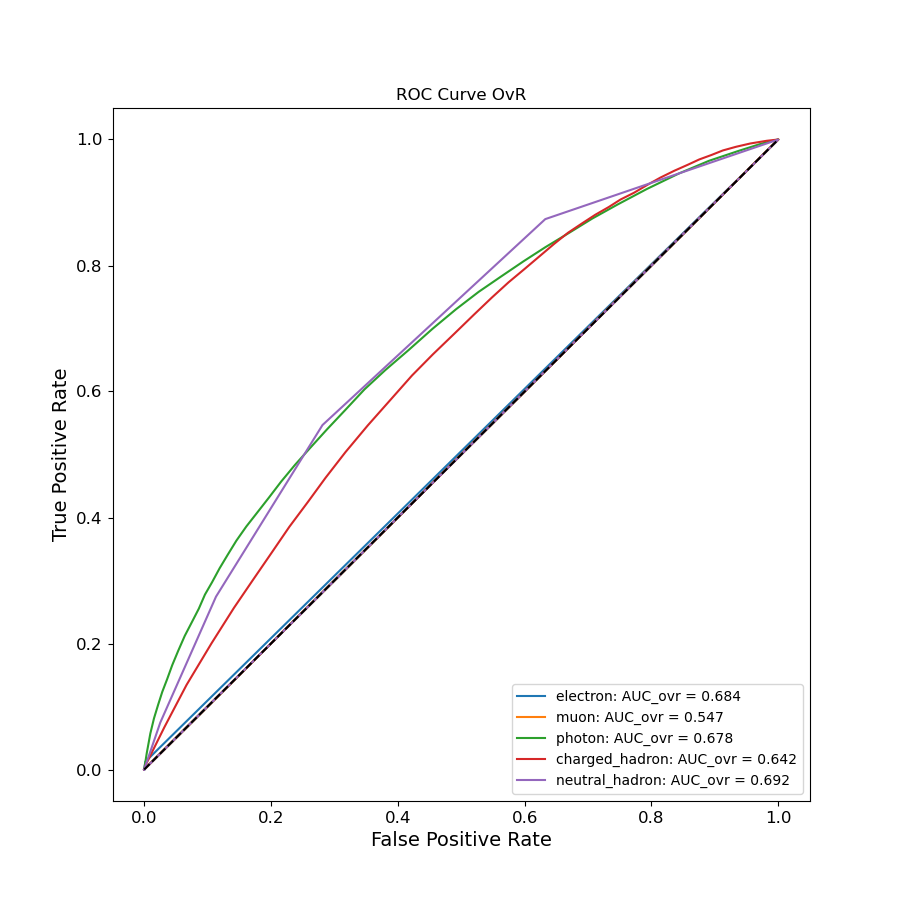 ROC Curve OvR
True Positive Rate
1.0
0.8
0.6
0.4
0.2
0.0
electron: AUC_ovr = 0.684
muon: AUC_ovr = 0.547
photon: AUC_ovr = 0.678
charged_hadron: AUC_ovr = 0.642
neutral_hadron: AUC_ovr = 0.692
0.0 0.2 0.4 0.6 0.8 1.0
False Positive Rate